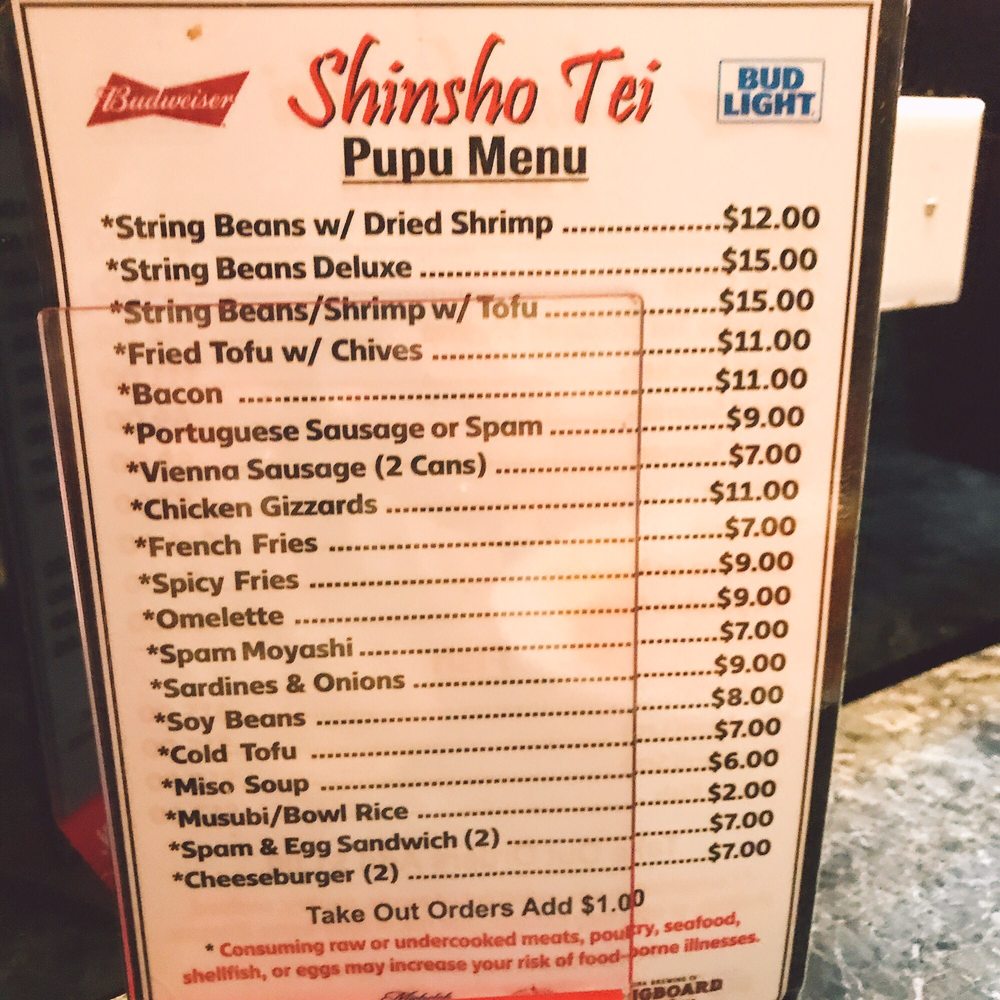 Budweiser
Shinsho Tei
BUD LIGHT
Pupu Menu
*String Beans w/ Dried Shrimp ......................$12.00
*String Beans Deluxe .......................................$15.00
*String Beans/Shrimp w/ Tofu ........................$15.00
*Fried Tofu w/ Chives ......................................$11.00
*Bacon ................................................................$11.00
*Portuguese Sausage or Spam ........................$9.00
*Vienna Sausage (2 Cans) ................................$7.00
*Chicken Gizzards ............................................$11.00
*French Fries ......................................................$7.00
*Spicy Fries .........................................................$9.00
*Omelette ...........................................................$9.00
*Spam Moyashi ..................................................$7.00
*Sardines & Onions ...........................................$9.00
*Soy Beans ..........................................................$8.00
*Cold Tofu ...........................................................$7.00
*Miso Soup .........................................................$6.00
*Musubi/Bowl Rice ...........................................$2.00
*Spam & Egg Sandwich (2) ..............................$7.00
*Cheeseburger (2) .............................................$7.00
Take Out Orders Add $1.00
* Consuming raw or undercooked meats, poultry, seafood,
shellfish, or eggs may increase your risk of food-borne illnesses.
BREWING
IGBOARD